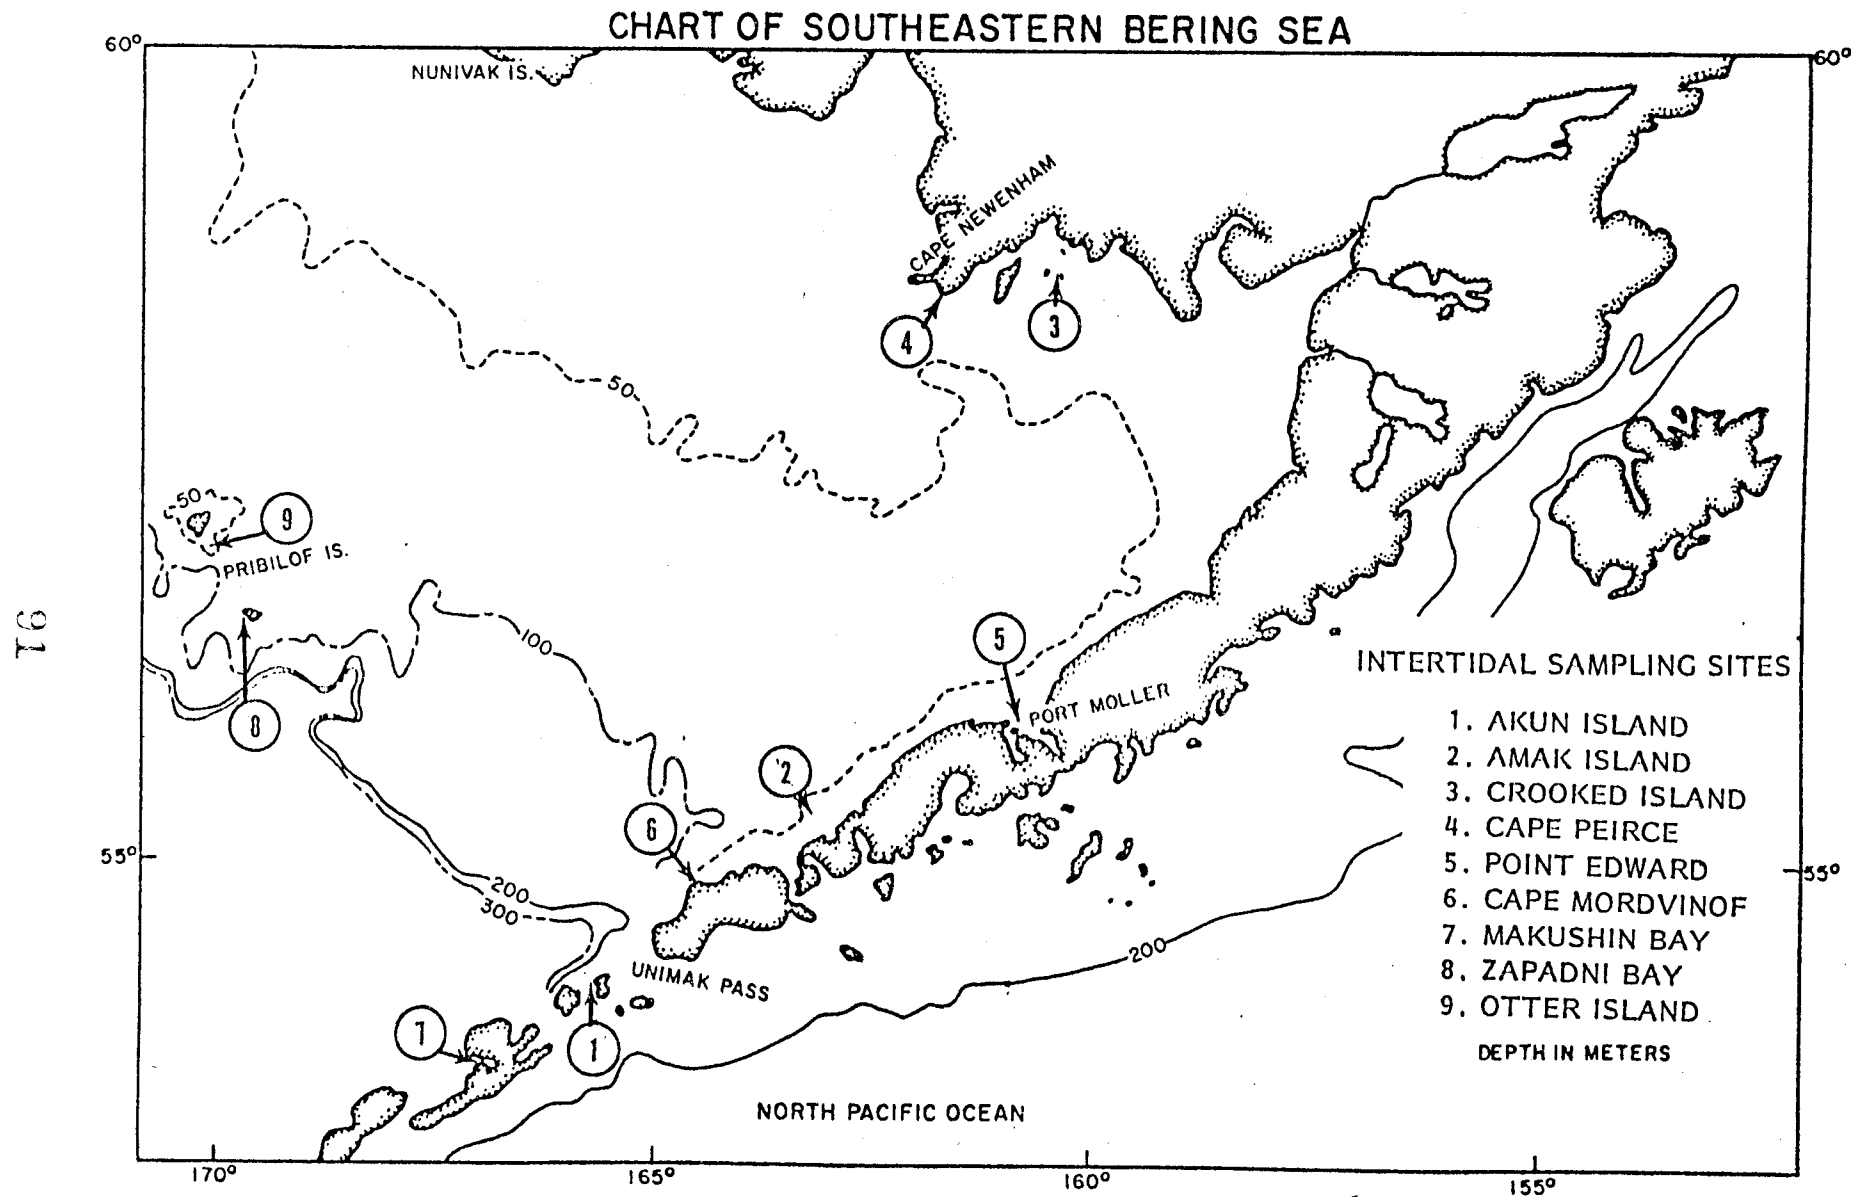 CHART OF SOUTHEASTERN BERING SEA
60°
60°
NUNIVAK IS.
CAPE NEWENHAM
4
3
50
50
9
PRIBILOF IS.
8
100
5
PORT MOLLER
2
6
55°
55°
200
300
UNIMAK PASS
200
7
1
NORTH PACIFIC OCEAN
INTERTIDAL SAMPLING SITES
1. AKUN ISLAND
2. AMAK ISLAND
3. CROOKED ISLAND
4. CAPE PEIRCE
5. POINT EDWARD
6. CAPE MORDVINOF
7. MAKUSHIN BAY
8. ZAPADNI BAY
9. OTTER ISLAND
DEPTH IN METERS
170°
165°
160°
155°
91